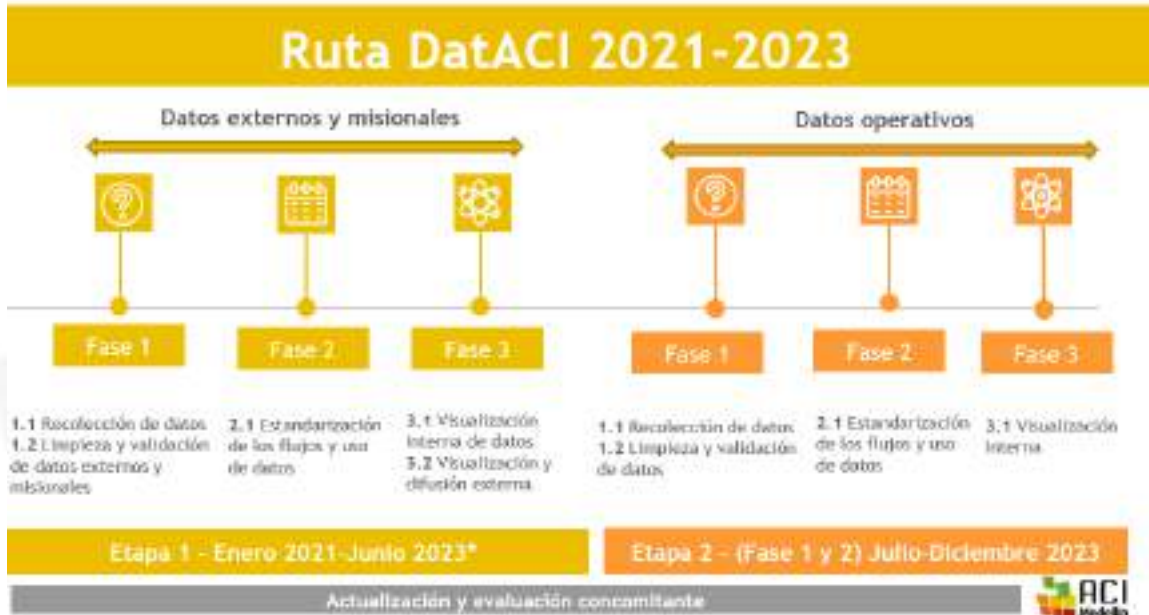 Ruta DatACI 2021-2023
Datos externos y misionales
Datos operativos
Fase 1
Fase 2
Fase 3
Fase 1
Fase 2
Fase 3
1.1 Recolección de datos
1.2 Limpieza y validación
de datos externos y
misionales
2.1 Estandarización
de los flujos y uso
de datos
3.1 Visualización
interna de datos
3.2 Visualización y
difusión externa
1.1 Recolección de datos
1.2 Limpieza y validación
de datos
2.1 Estandarización
de los flujos y uso
de datos
3.1 Visualización
interna
Etapa 1 - Enero 2021-Junio 2023*
Etapa 2 - (Fase 1 y 2) Julio-Diciembre 2023
Actualización y evaluación concomitante
ACI
Medellín